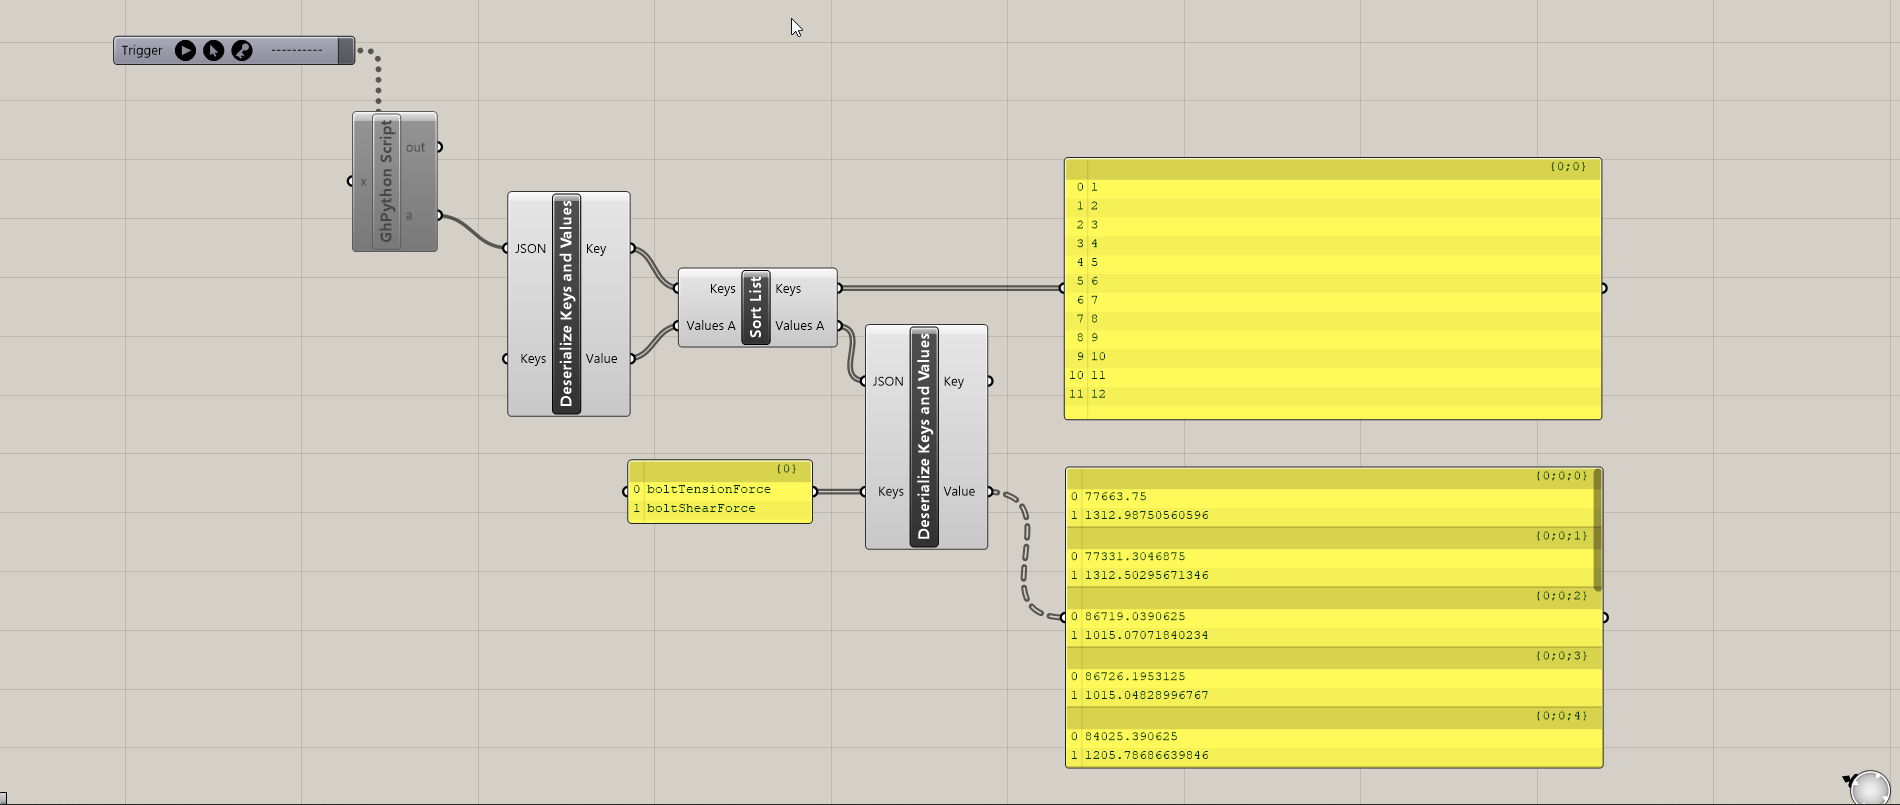 Trigger ----------
GhPython Script
x
out
a
Deserialize Keys and Values
JSON
Keys
Key
Value
Sort List
Keys
Values A
Keys
Values A
{0}
0 boltTensionForce
1 boltShearForce
Deserialize Keys and Values
JSON
Keys
Key
Value
{0;0}
0 1
1 2
2 3
3 4
4 5
5 6
6 7
7 8
8 9
9 10
10 11
11 12
{0;0;0}
0 77663.75
1 1312.98750560596
{0;0;1}
0 77331.3046875
1 1312.50295671346
{0;0;2}
0 86719.0390625
1 1015.07071840234
{0;0;3}
0 86726.1953125
1 1015.04828996767
{0;0;4}
0 84025.390625
1 1205.78686639846